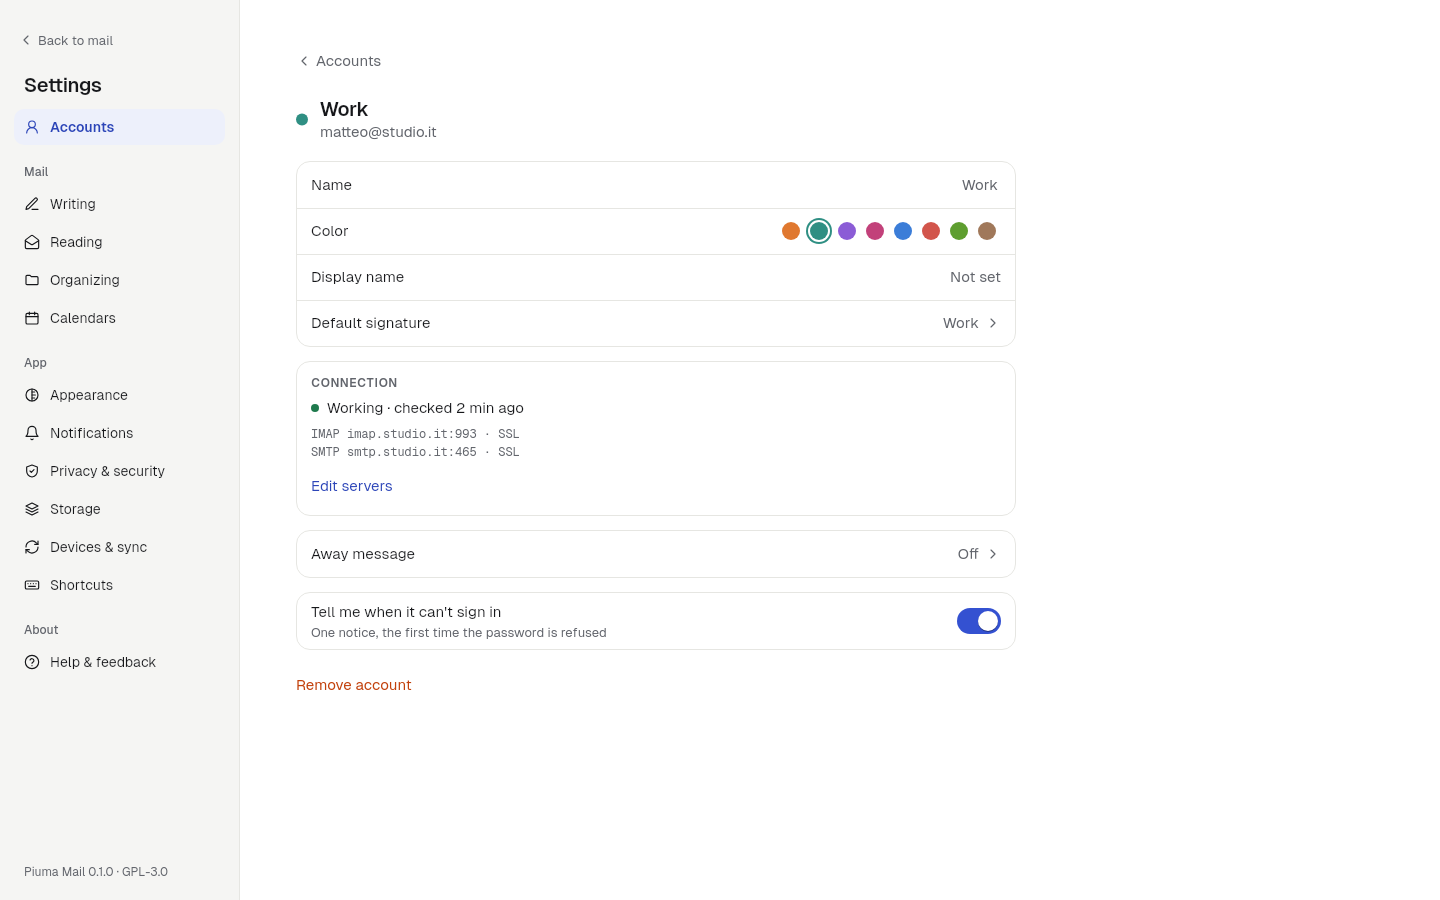 Back to mail
Settings
Accounts
Mail
Writing
Reading
Organizing
Calendars
App
Appearance
Notifications
Privacy & security
Storage
Devices & sync
Shortcuts
About
Help & feedback
Piuma Mail 0.1.0 · GPL-3.0
Accounts
Work
matteo@studio.it
Name Work
Color
Display name Not set
Default signature Work
CONNECTION
Working · checked 2 min ago
IMAP imap.studio.it:993 · SSL
SMTP smtp.studio.it:465 · SSL
Edit servers
Away message Off
Tell me when it can't sign in
One notice, the first time the password is refused
Remove account